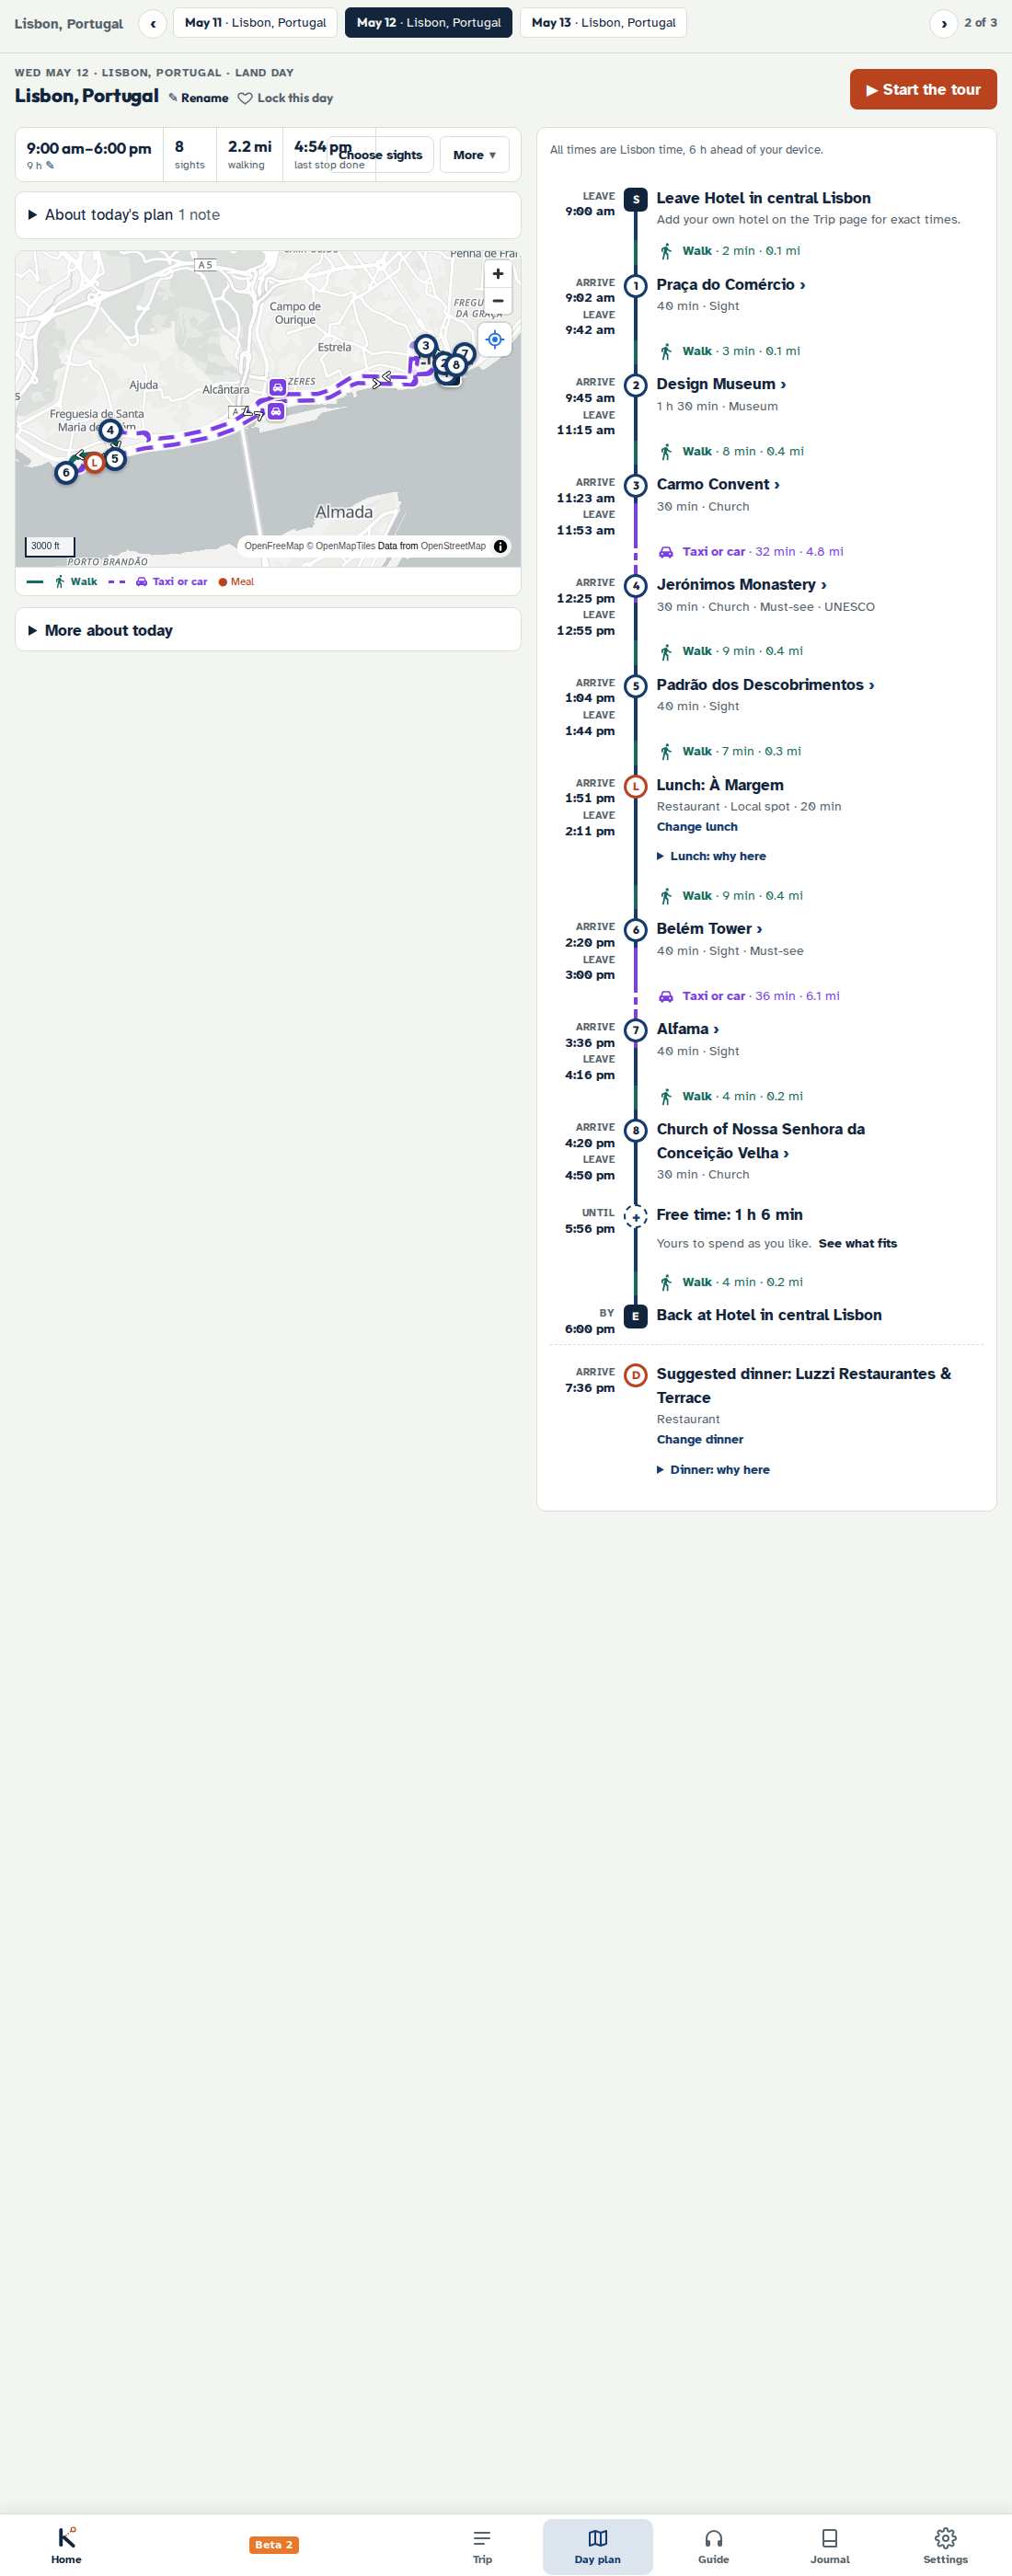 Lisbon, Portugal
‹
May 11 · Lisbon, Portugal
May 12 · Lisbon, Portugal
May 13 · Lisbon, Portugal
›
2 of 3
WED MAY 12 · LISBON, PORTUGAL · LAND DAY
Lisbon, Portugal
✎ Rename
Lock this day
▶ Start the tour
9:00 am–6:00 pm
9 h ✎
8
sights
2.2 mi
walking
4:54 pm
last stop done
Choose sights
More ▾
▶ About today's plan 1 note
A 5
Campo de
Ourique
Estrela
Ajuda
Alcântara
Freguesia de Santa
Almada
PORTO BRANDÃO
3
7
8
4
5
L
6
+
−
3000 ft
OpenFreeMap © OpenMapTiles Data from OpenStreetMap
Walk
Taxi or car
Meal
▶ More about today
All times are Lisbon time, 6 h ahead of your device.
LEAVE
9:00 am
S
Leave Hotel in central Lisbon
Add your own hotel on the Trip page for exact times.
Walk · 2 min · 0.1 mi
ARRIVE
9:02 am
LEAVE
9:42 am
1
Praça do Comércio ›
40 min · Sight
Walk · 3 min · 0.1 mi
ARRIVE
9:45 am
LEAVE
11:15 am
2
Design Museum ›
1 h 30 min · Museum
Walk · 8 min · 0.4 mi
ARRIVE
11:23 am
LEAVE
11:53 am
3
Carmo Convent ›
30 min · Church
Taxi or car · 32 min · 4.8 mi
ARRIVE
12:25 pm
LEAVE
12:55 pm
4
Jerónimos Monastery ›
30 min · Church · Must-see · UNESCO
Walk · 9 min · 0.4 mi
ARRIVE
1:04 pm
LEAVE
1:44 pm
5
Padrão dos Descobrimentos ›
40 min · Sight
Walk · 7 min · 0.3 mi
ARRIVE
1:51 pm
LEAVE
2:11 pm
L
Lunch: À Margem
Restaurant · Local spot · 20 min
Change lunch
▶ Lunch: why here
Walk · 9 min · 0.4 mi
ARRIVE
2:20 pm
LEAVE
3:00 pm
6
Belém Tower ›
40 min · Sight · Must-see
Taxi or car · 36 min · 6.1 mi
ARRIVE
3:36 pm
LEAVE
4:16 pm
7
Alfama ›
40 min · Sight
Walk · 4 min · 0.2 mi
ARRIVE
4:20 pm
LEAVE
4:50 pm
8
Church of Nossa Senhora da
Conceição Velha ›
30 min · Church
UNTIL
5:56 pm
+
Free time: 1 h 6 min
Yours to spend as you like. See what fits
Walk · 4 min · 0.2 mi
BY
6:00 pm
E
Back at Hotel in central Lisbon
ARRIVE
7:36 pm
D
Suggested dinner: Luzzi Restaurantes &
Terrace
Restaurant
Change dinner
▶ Dinner: why here
Home
Beta 2
Trip
Day plan
Guide
Journal
Settings